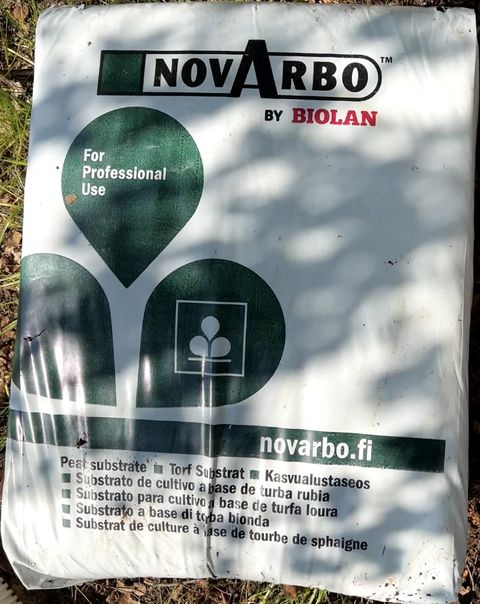 NOVARBO™
BY BIOLAN
For
Professional
Use
novarbo.fi
Peat substrate ■ Torf Substrat ■ Kasvualustaseos
■ Substrato de cultivo a base de turba rubia
■ Substrato para cultivo a base de turfa loura
■ Substrato a base di torba bionda
■ Substrat de culture à base de tourbe de sphaigne